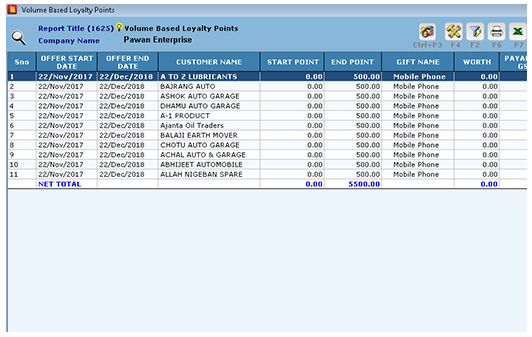 Volume Based Loyalty Points
Report Title (1625) Volume Based Loyalty Points
Company Name Pawan Enterprise
Ctrl+F3 F4 F2 F6 F7
Sno OFFER START DATE OFFER END DATE CUSTOMER NAME START POINT END POINT GIFT NAME WORTH
1 22/Nov/2017 22/Dec/2018 A TO Z LUBRICANTS 0.00 500.00 Mobile Phone 0.00
2 22/Nov/2017 22/Dec/2018 BAJRANG AUTO 0.00 500.00 Mobile Phone 0.00
3 22/Nov/2017 22/Dec/2018 ASHOK AUTO GARAGE 0.00 500.00 Mobile Phone 0.00
4 22/Nov/2017 22/Dec/2018 DHAMU AUTO GARAGE 0.00 500.00 Mobile Phone 0.00
5 22/Nov/2017 22/Dec/2018 A-1 PRODUCT 0.00 500.00 Mobile Phone 0.00
6 22/Nov/2017 22/Dec/2018 Ajanta Oil Traders 0.00 500.00 Mobile Phone 0.00
7 22/Nov/2017 22/Dec/2018 BALAJI EARTH MOVER 0.00 500.00 Mobile Phone 0.00
8 22/Nov/2017 22/Dec/2018 CHOTU AUTO GARAGE 0.00 500.00 Mobile Phone 0.00
9 22/Nov/2017 22/Dec/2018 ACHAL AUTO & GARAGE 0.00 500.00 Mobile Phone 0.00
10 22/Nov/2017 22/Dec/2018 ABHIJEET AUTOMOBILE 0.00 500.00 Mobile Phone 0.00
11 22/Nov/2017 22/Dec/2018 ALLAH NIGEBAN SPARE 0.00 500.00 Mobile Phone 0.00
NET TOTAL 0.00 5500.00 0.00